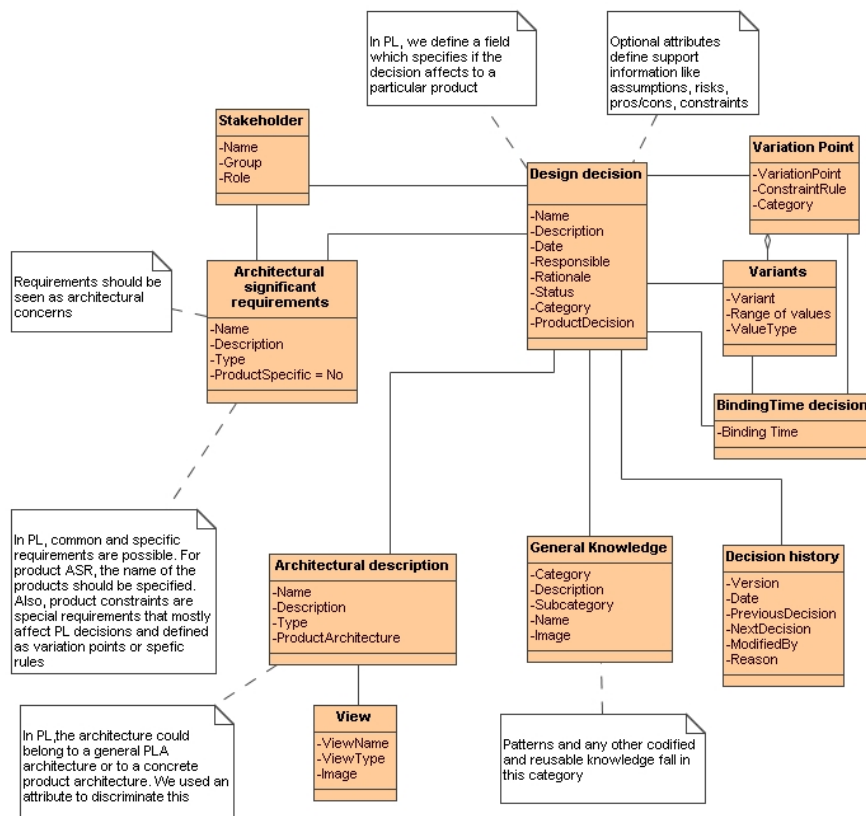 In PL, we define a field
which specifies if the
decision affects to a
particular product
Optional attributes
define support
information like
assumptions, risks,
pros/cons, constraints
Stakeholder
-Name
-Group
-Role
Design decision
-Name
-Description
-Date
-Responsible
-Rationale
-Status
-Category
-ProductDecision
Variation Point
-VariationPoint
-ConstraintRule
-Category
Requirements should be
seen as architectural
concerns
Architectural
significant
requirements
-Name
-Description
-Type
-ProductSpecific = No
Variants
-Variant
-Range of values
-ValueType
BindingTime decision
-Binding Time
In PL, common and specific
requirements are possible. For
product ASR, the name of the
products should be specified.
Also, product constraints are
special requirements that mostly
affect PL decisions and defined
as variation points or spefic
rules
Architectural description
-Name
-Description
-Type
-ProductArchitecture
General Knowledge
-Category
-Description
-Subcategory
-Name
-Image
Decision history
-Version
-Date
-PreviousDecision
-NextDecision
-ModifiedBy
-Reason
In PL,the architecture could
belong to a general PLA
architecture or to a concrete
product architecture. We used an
attribute to discriminate this
View
-ViewName
-ViewType
-Image
Patterns and any other codified
and reusable knowledge fall in
this category